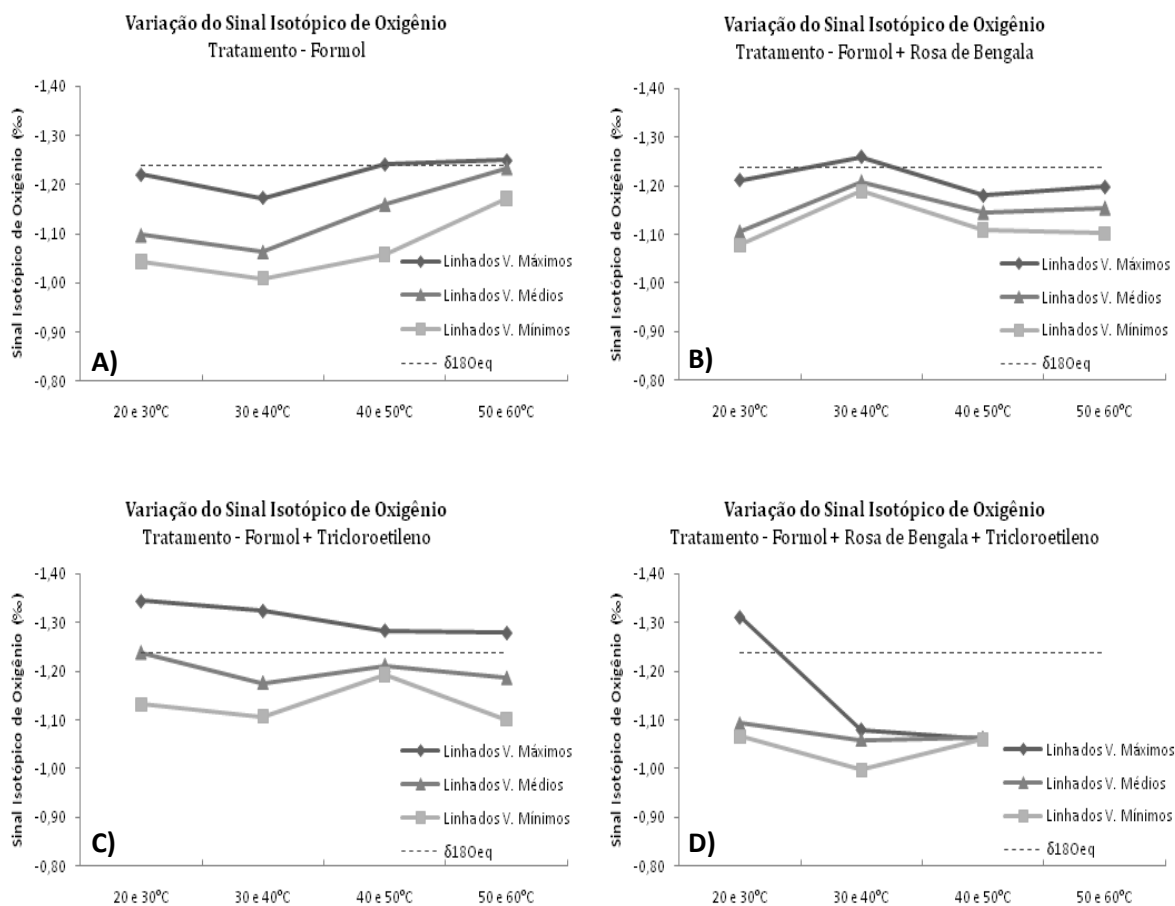 Variação do Sinal Isotópico de Oxigênio
Tratamento - Formol
Sinal Isotópico de Oxigênio (‰)
-1,40
-1,30
-1,20
-1,10
-1,00
-0,90
-0,80
Linhados V. Máximos
Linhados V. Médios
Linhados V. Mínimos
δ18Oeq
A)
20 e 30ºC
30 e 40ºC
40 e 50ºC
50 e 60ºC
Variação do Sinal Isotópico de Oxigênio
Tratamento - Formol + Rosa de Bengala
Sinal Isotópico de Oxigênio (‰)
-1,40
-1,30
-1,20
-1,10
-1,00
-0,90
-0,80
Linhados V. Máximos
Linhados V. Médios
Linhados V. Mínimos
δ18Oeq
B)
20 e 30ºC
30 e 40ºC
40 e 50ºC
50 e 60ºC
Variação do Sinal Isotópico de Oxigênio
Tratamento - Formol + Tricloroetileno
Sinal Isotópico de Oxigênio (‰)
-1,40
-1,30
-1,20
-1,10
-1,00
-0,90
-0,80
Linhados V. Máximos
Linhados V. Médios
Linhados V. Mínimos
δ18Oeq
C)
20 e 30ºC
30 e 40ºC
40 e 50ºC
50 e 60ºC
Variação do Sinal Isotópico de Oxigênio
Tratamento - Formol + Rosa de Bengala + Tricloroetileno
Sinal Isotópico de Oxigênio (‰)
-1,40
-1,30
-1,20
-1,10
-1,00
-0,90
-0,80
Linhados V. Máximos
Linhados V. Médios
Linhados V. Mínimos
δ18Oeq
D)
20 e 30ºC
30 e 40ºC
40 e 50ºC
50 e 60ºC